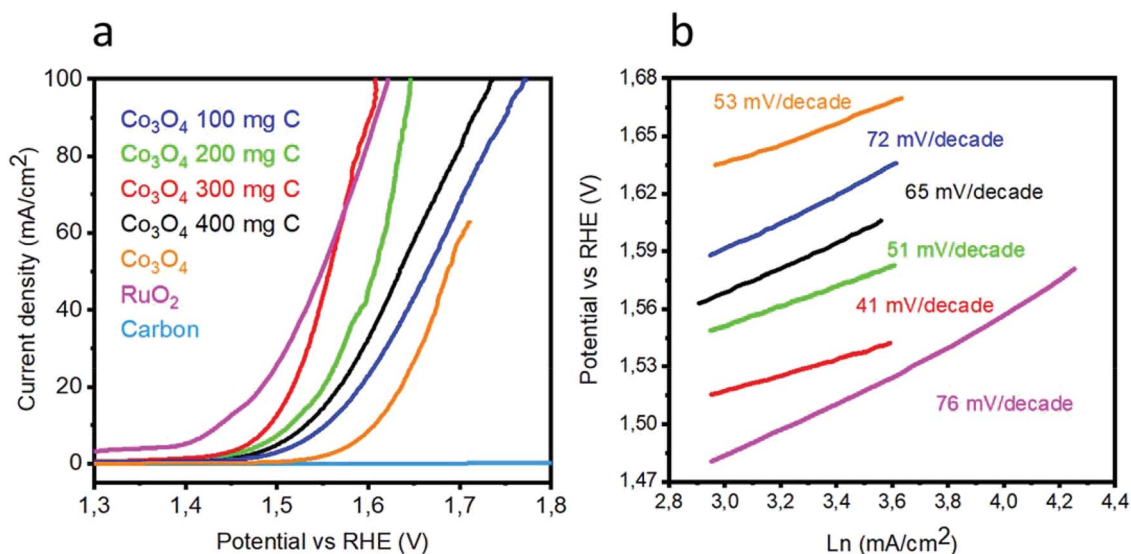 a
Current density (mA/cm²)
100
80
60
40
20
0
Co₃O₄ 100 mg C
Co₃O₄ 200 mg C
Co₃O₄ 300 mg C
Co₃O₄ 400 mg C
Co₃O₄
RuO₂
Carbon
1,3
1,4
1,5
1,6
1,7
1,8
Potential vs RHE (V)
b
Potential vs RHE (V)
1,68
1,65
1,62
1,59
1,56
1,53
1,50
1,47
53 mV/decade
72 mV/decade
65 mV/decade
51 mV/decade
41 mV/decade
76 mV/decade
2,8
3,0
3,2
3,4
3,6
3,8
4,0
4,2
4,4
Ln (mA/cm²)